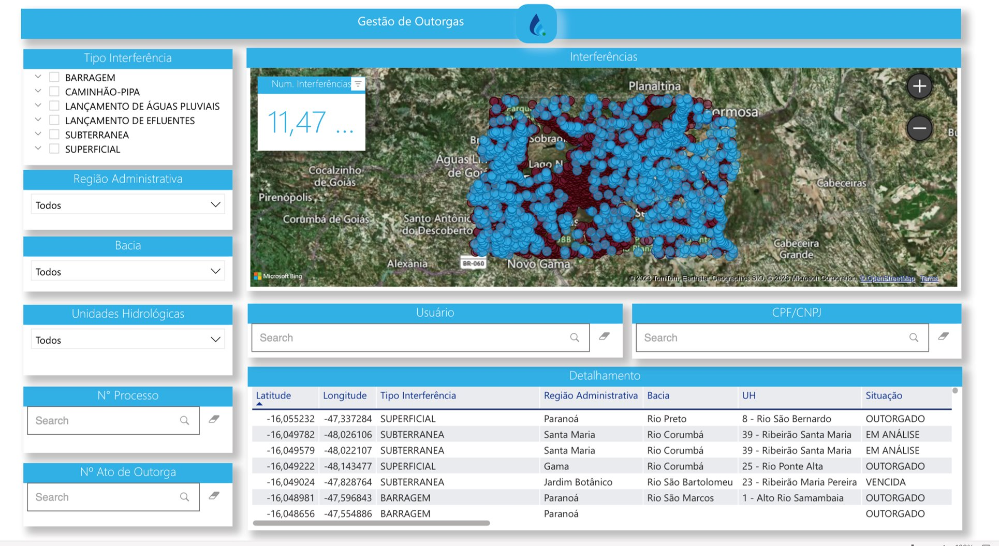 Gestão de Outorgas
Tipo Interferência
BARRAGEM
CAMINHÃO-PIPA
LANÇAMENTO DE ÁGUAS PLUVIAIS
LANÇAMENTO DE EFLUENTES
SUBTERRANEA
SUPERFICIAL
Região Administrativa
Todos
Bacia
Todos
Unidades Hidrológicas
Todos
N° Processo
Search
Nº Ato de Outorga
Search
Interferências
Num. Interferências
11,47 ...
Planaltina
ormosa
Parqu
Br
Sobradi
Bu
Águas Li
de Goiá
Lago N
Cocalzinho
de Goiás
Cabeceiras
Pirenópolis
Corumbá de Goiás
Santo Antônio
do Descoberto
Se
Cabeceira
Grande
Alexânia
BR-060
Novo Gama
Microsoft Bing
© 2023 TomTom, Earthstar Geographics SIO, © 2023 Microsoft Corporation, © OpenStreetMap Terms
Usuário
Search
CPF/CNPJ
Search
Detalhamento
Latitude Longitude Tipo Interferência Região Administrativa Bacia UH Situação
-16,055232 -47,337284 SUPERFICIAL Paranoá Rio Preto 8 - Rio São Bernardo OUTORGADO
-16,049782 -48,026106 SUBTERRANEA Santa Maria Rio Corumbá 39 - Ribeirão Santa Maria EM ANÁLISE
-16,049579 -48,022107 SUBTERRANEA Santa Maria Rio Corumbá 39 - Ribeirão Santa Maria EM ANÁLISE
-16,049222 -48,143477 SUPERFICIAL Gama Rio Corumbá 25 - Rio Ponte Alta OUTORGADO
-16,049024 -47,828764 SUBTERRANEA Jardim Botânico Rio São Bartolomeu 23 - Ribeirão Maria Pereira VENCIDA
-16,048981 -47,596843 BARRAGEM Paranoá Rio São Marcos 1 - Alto Rio Samambaia OUTORGADO
-16,048656 -47,554886 BARRAGEM Paranoá OUTORGADO